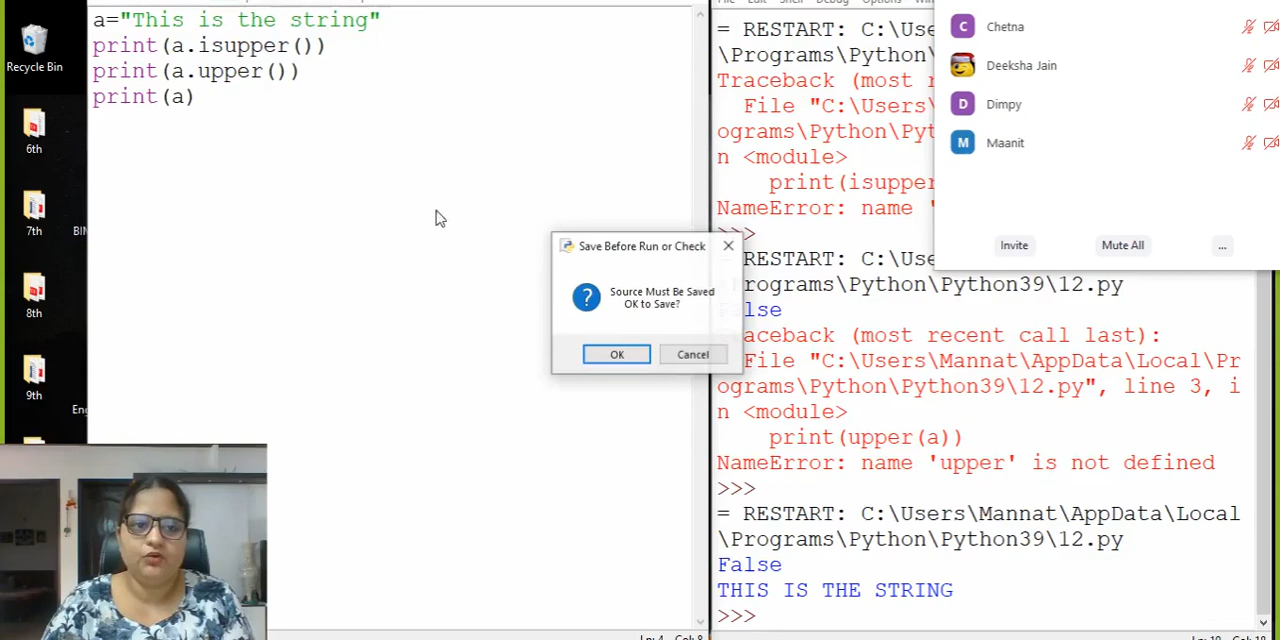 a="This is the string"
print(a.isupper())
print(a.upper())
print(a)
Recycle Bin
6th
7th
8th
9th
= RESTART: C:\Use
\Programs\Python
Traceback (most r
File "C:\Users\
ograms\Python\Pyt
n <module>
print(isupper
NameError: name '
>>>
RESTART: C:\Use
Programs\Python\Python39\12.py
False
Traceback (most recent call last):
File "C:\Users\Mannat\AppData\Local\Pr
ograms\Python\Python39\12.py", line 3, i
n <module>
print(upper(a))
NameError: name 'upper' is not defined
>>>
= RESTART: C:\Users\Mannat\AppData\Local
\Programs\Python\Python39\12.py
False
THIS IS THE STRING
>>>
Save Before Run or Check
Source Must Be Saved
OK to Save?
OK
Cancel
C
Chetna
Deeksha Jain
D
Dimpy
M
Maanit
Invite
Mute All
...